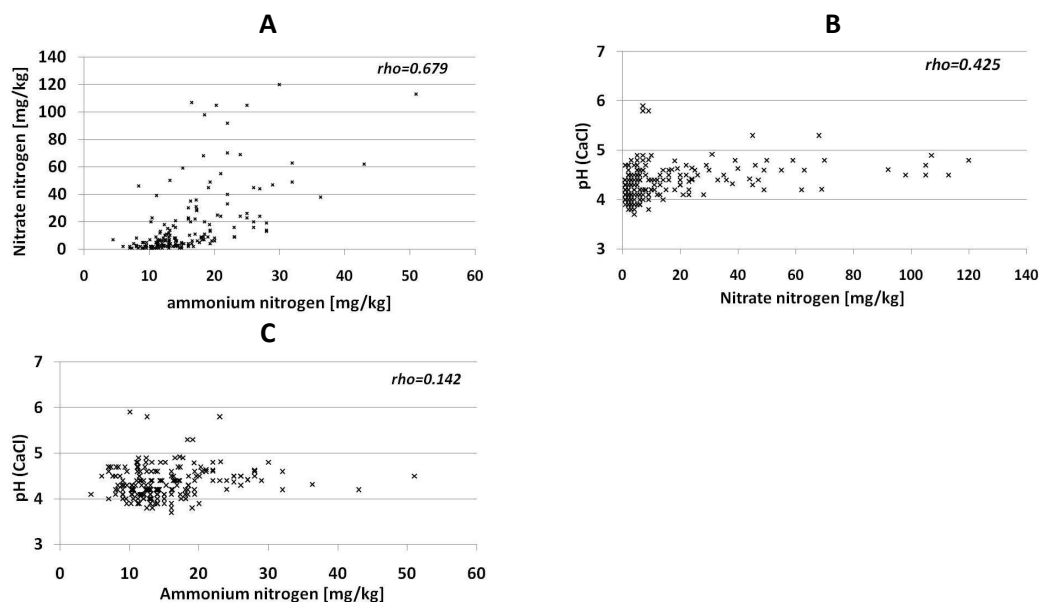 A
rho=0.679
Nitrate nitrogen [mg/kg]
140
120
100
80
60
40
20
0
0 10 20 30 40 50 60
ammonium nitrogen [mg/kg]
B
rho=0.425
pH (CaCl)
7
6
5
4
3
0 20 40 60 80 100 120 140
Nitrate nitrogen [mg/kg]
C
rho=0.142
pH (CaCl)
7
6
5
4
3
0 10 20 30 40 50 60
Ammonium nitrogen [mg/kg]